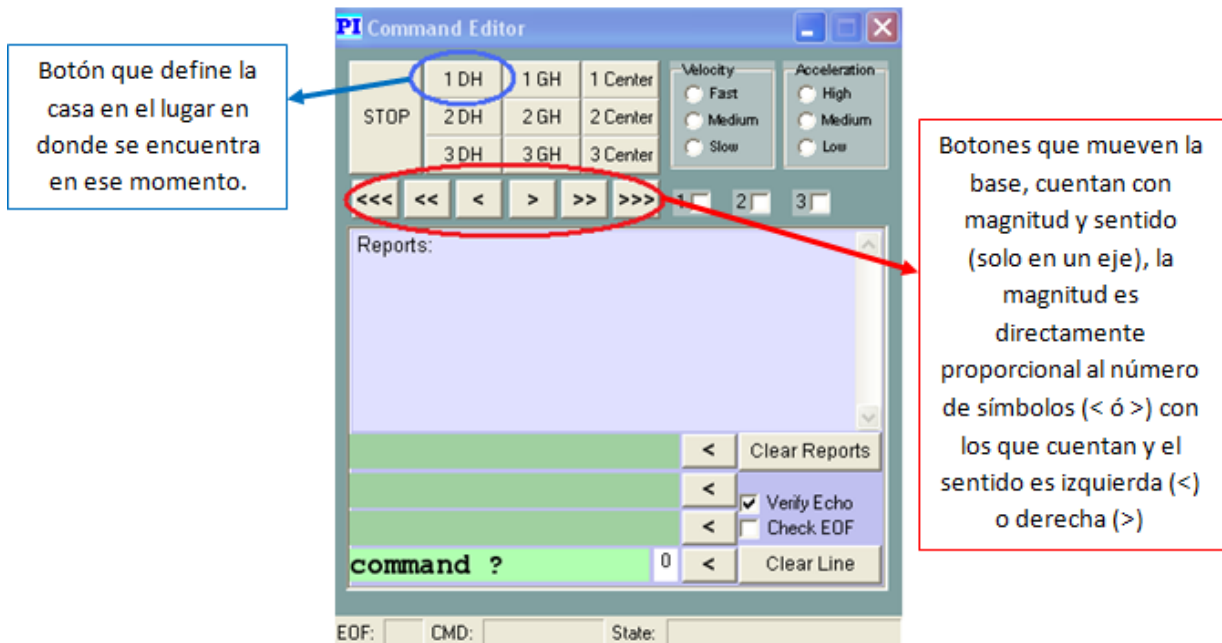 PI Command Editor
Botón que define la
casa en el lugar en
donde se encuentra
en ese momento.
STOP
1 DH
1 GH
1 Center
2 DH
2 GH
2 Center
3 DH
3 GH
3 Center
Velocity
Fast
Medium
Slow
Acceleration
High
Medium
Low
<<<
<<
<
>
>>
>>>
1
2
3
Botones que mueven la
base, cuentan con
magnitud y sentido
(solo en un eje), la
magnitud es
directamente
proporcional al número
de símbolos (< ó >) con
los que cuentan y el
sentido es izquierda (<)
o derecha (>)
Reports:
<
Clear Reports
<
Verify Echo
<
Check EOF
command ?
0
<
Clear Line
EOF:
CMD:
State: